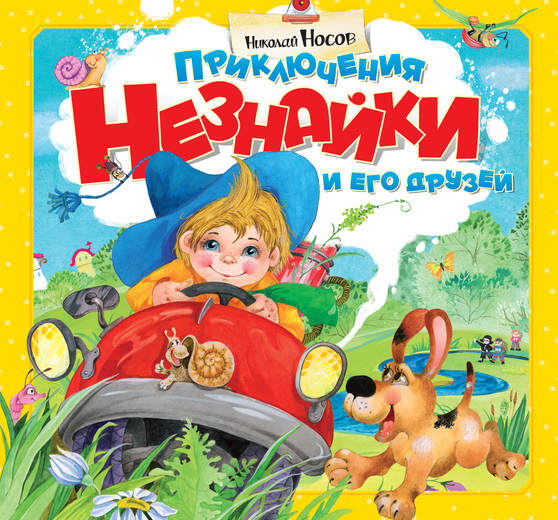 Николай Носов
Приключения
Незнайки
и его друзей